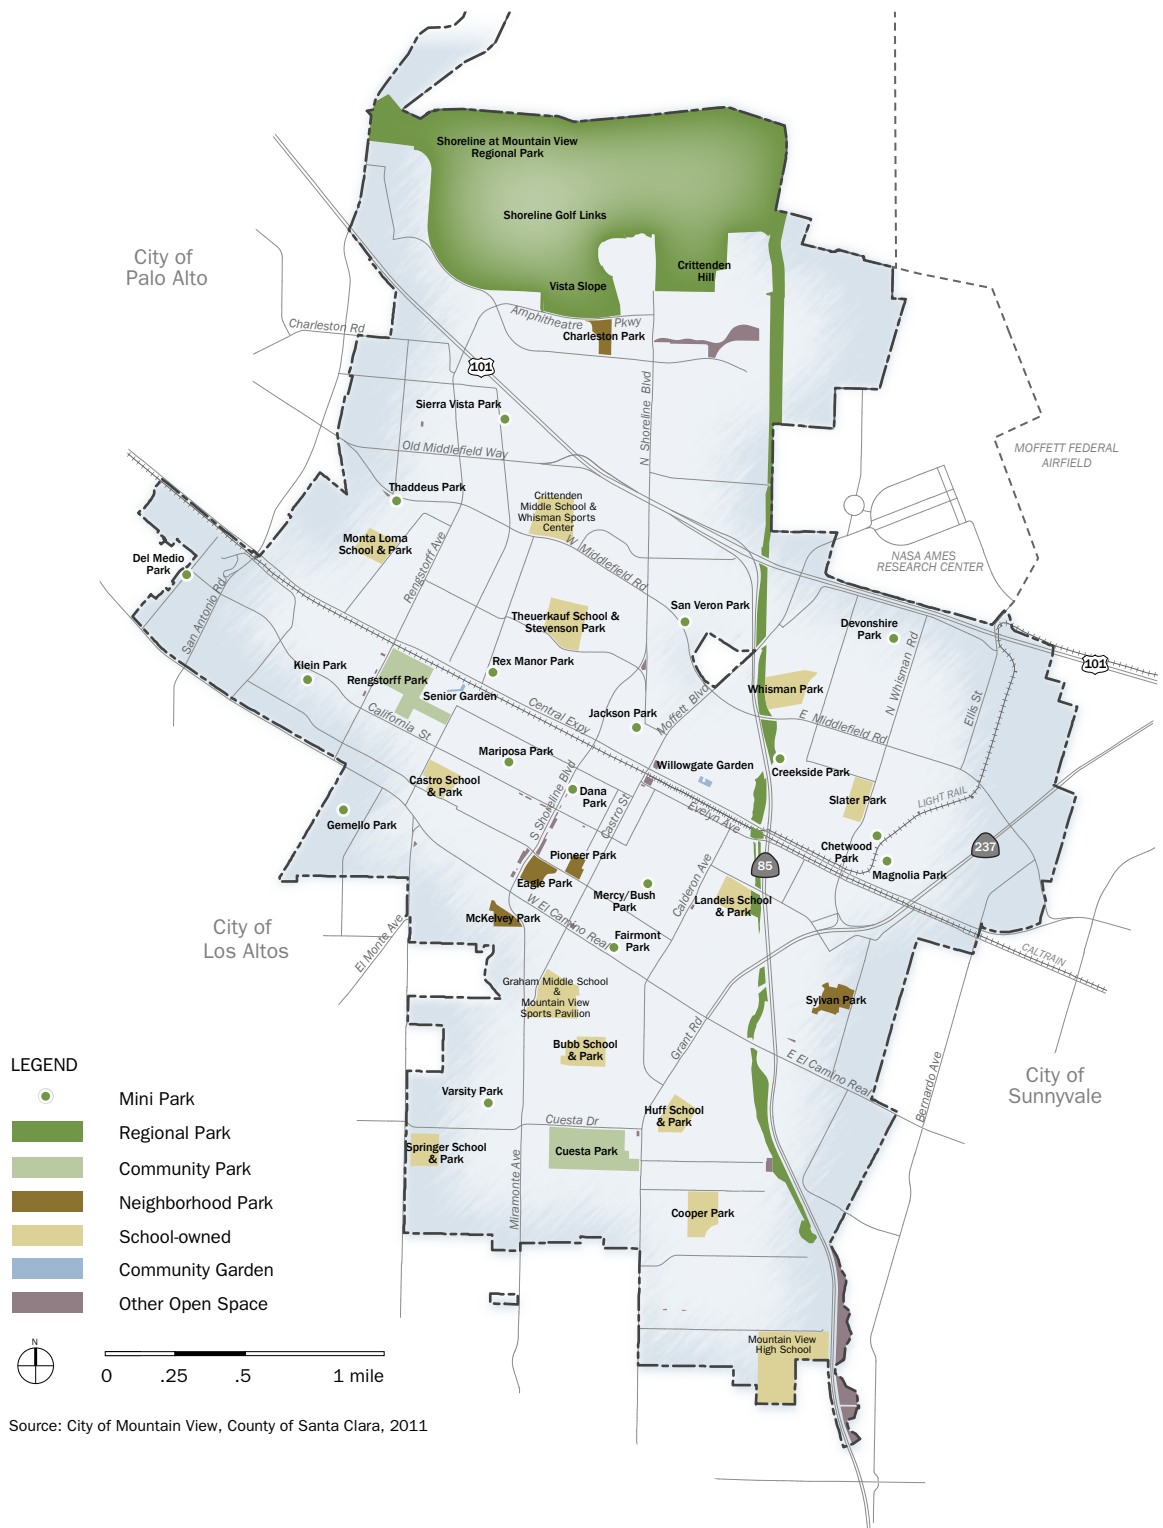 Shoreline at Mountain View
Regional Park
Shoreline Golf Links
City of
Palo Alto
Crittenden
Hill
Vista Slope
Amphitheatre Pkwy
Charleston Rd
Charleston Park
101
N Shoreline Blvd
Sierra Vista Park
Old Middlefield Way
MOFFETT FEDERAL
AIRFIELD
Thaddeus Park
Crittenden
Middle School &
Whisman Sports
Center
Monta Loma
School & Park
W Middlefield Rd
NASA AMES
RESEARCH CENTER
Del Medio
Park
Rengstorff Ave
San Antonio Rd
San Veron Park
Theuerkauf School &
Stevenson Park
Devonshire
Park
N Whisman Rd
101
Klein Park
Rex Manor Park
Rengstorff Park
Whisman Park
Senior Garden
Ellis St
Central Expy
Jackson Park
Moffett Blvd
California St
E Middlefield Rd
Mariposa Park
Willowgate Garden
Creekside Park
Castro School
& Park
S Shoreline Blvd
Dana
Park
Castro St
Slater Park
LIGHT RAIL
Evelyn Ave
Gemello Park
237
Chetwood
Park
Pioneer Park
85
Magnolia Park
Eagle Park
Calderon Ave
Mercy/Bush
Park
Landels School
& Park
McKelvey Park
W El Camino Real
City of
Los Altos
El Monte Ave
Fairmont
Park
CALTRAIN
Graham Middle School
&
Mountain View
Sports Pavilion
Sylvan Park
Grant Rd
Bubb School
& Park
E El Camino Real
Bernardo Ave
City of
Sunnyvale
LEGEND
Mini Park
Regional Park
Community Park
Neighborhood Park
School-owned
Community Garden
Other Open Space
Varsity Park
Huff School
& Park
Cuesta Dr
Springer School
& Park
Cuesta Park
Miramonte Ave
Cooper Park
Mountain View
High School
N
0 .25 .5 1 mile
Source: City of Mountain View, County of Santa Clara, 2011